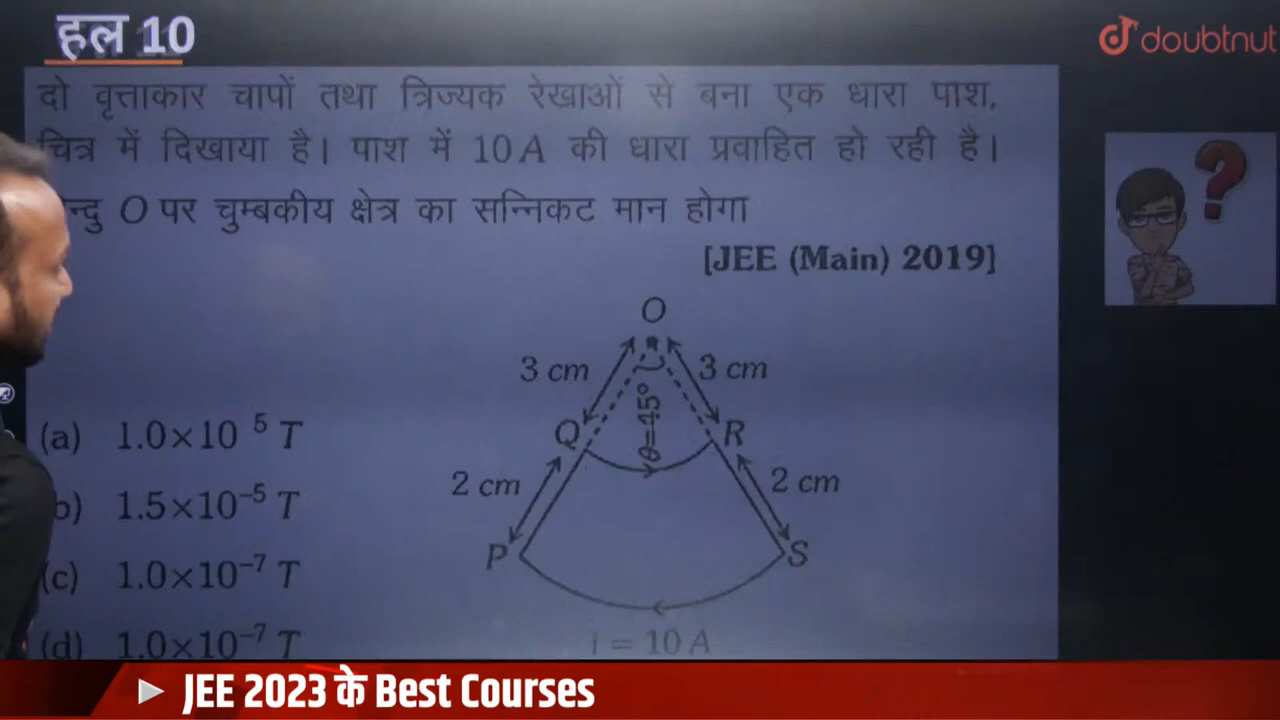 हल 10
doubtnut
दो वृत्ताकार चापों तथा त्रिज्यक रेखाओं से बना एक धारा पाश,
चित्र में दिखाया है। पाश में 10 A की धारा प्रवाहित हो रही है।
न्दु O पर चुम्बकीय क्षेत्र का सन्निकट मान होगा
[JEE (Main) 2019]
O
3 cm 3 cm
θ=45°
(a) 1.0×10 5 T
Q R
2 cm 2 cm
b) 1.5×10–5 T
P S
(c) 1.0×10–7 T
(d) 1.0×10–7 T
i = 10 A
JEE 2023 के Best Courses